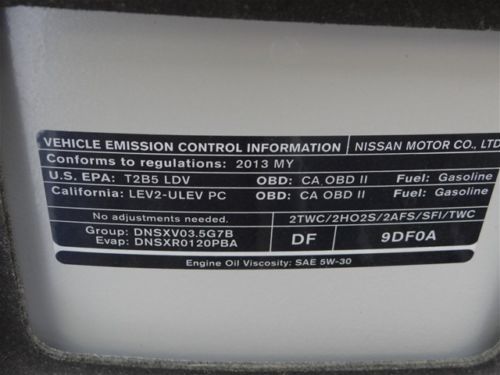 VEHICLE EMISSION CONTROL INFORMATION NISSAN MOTOR CO., LTD
Conforms to regulations: 2013 MY
U.S. EPA: T2B5 LDV OBD: CA OBD II Fuel: Gasoline
California: LEV2-ULEV PC OBD: CA OBD II Fuel: Gasoline
No adjustments needed. 2TWC/2HO2S/2AFS/SFI/TWC
Group: DNSXV03.5G7B
Evap: DNSXR0120PBA
DF 9DF0A
Engine Oil Viscosity: SAE 5W-30